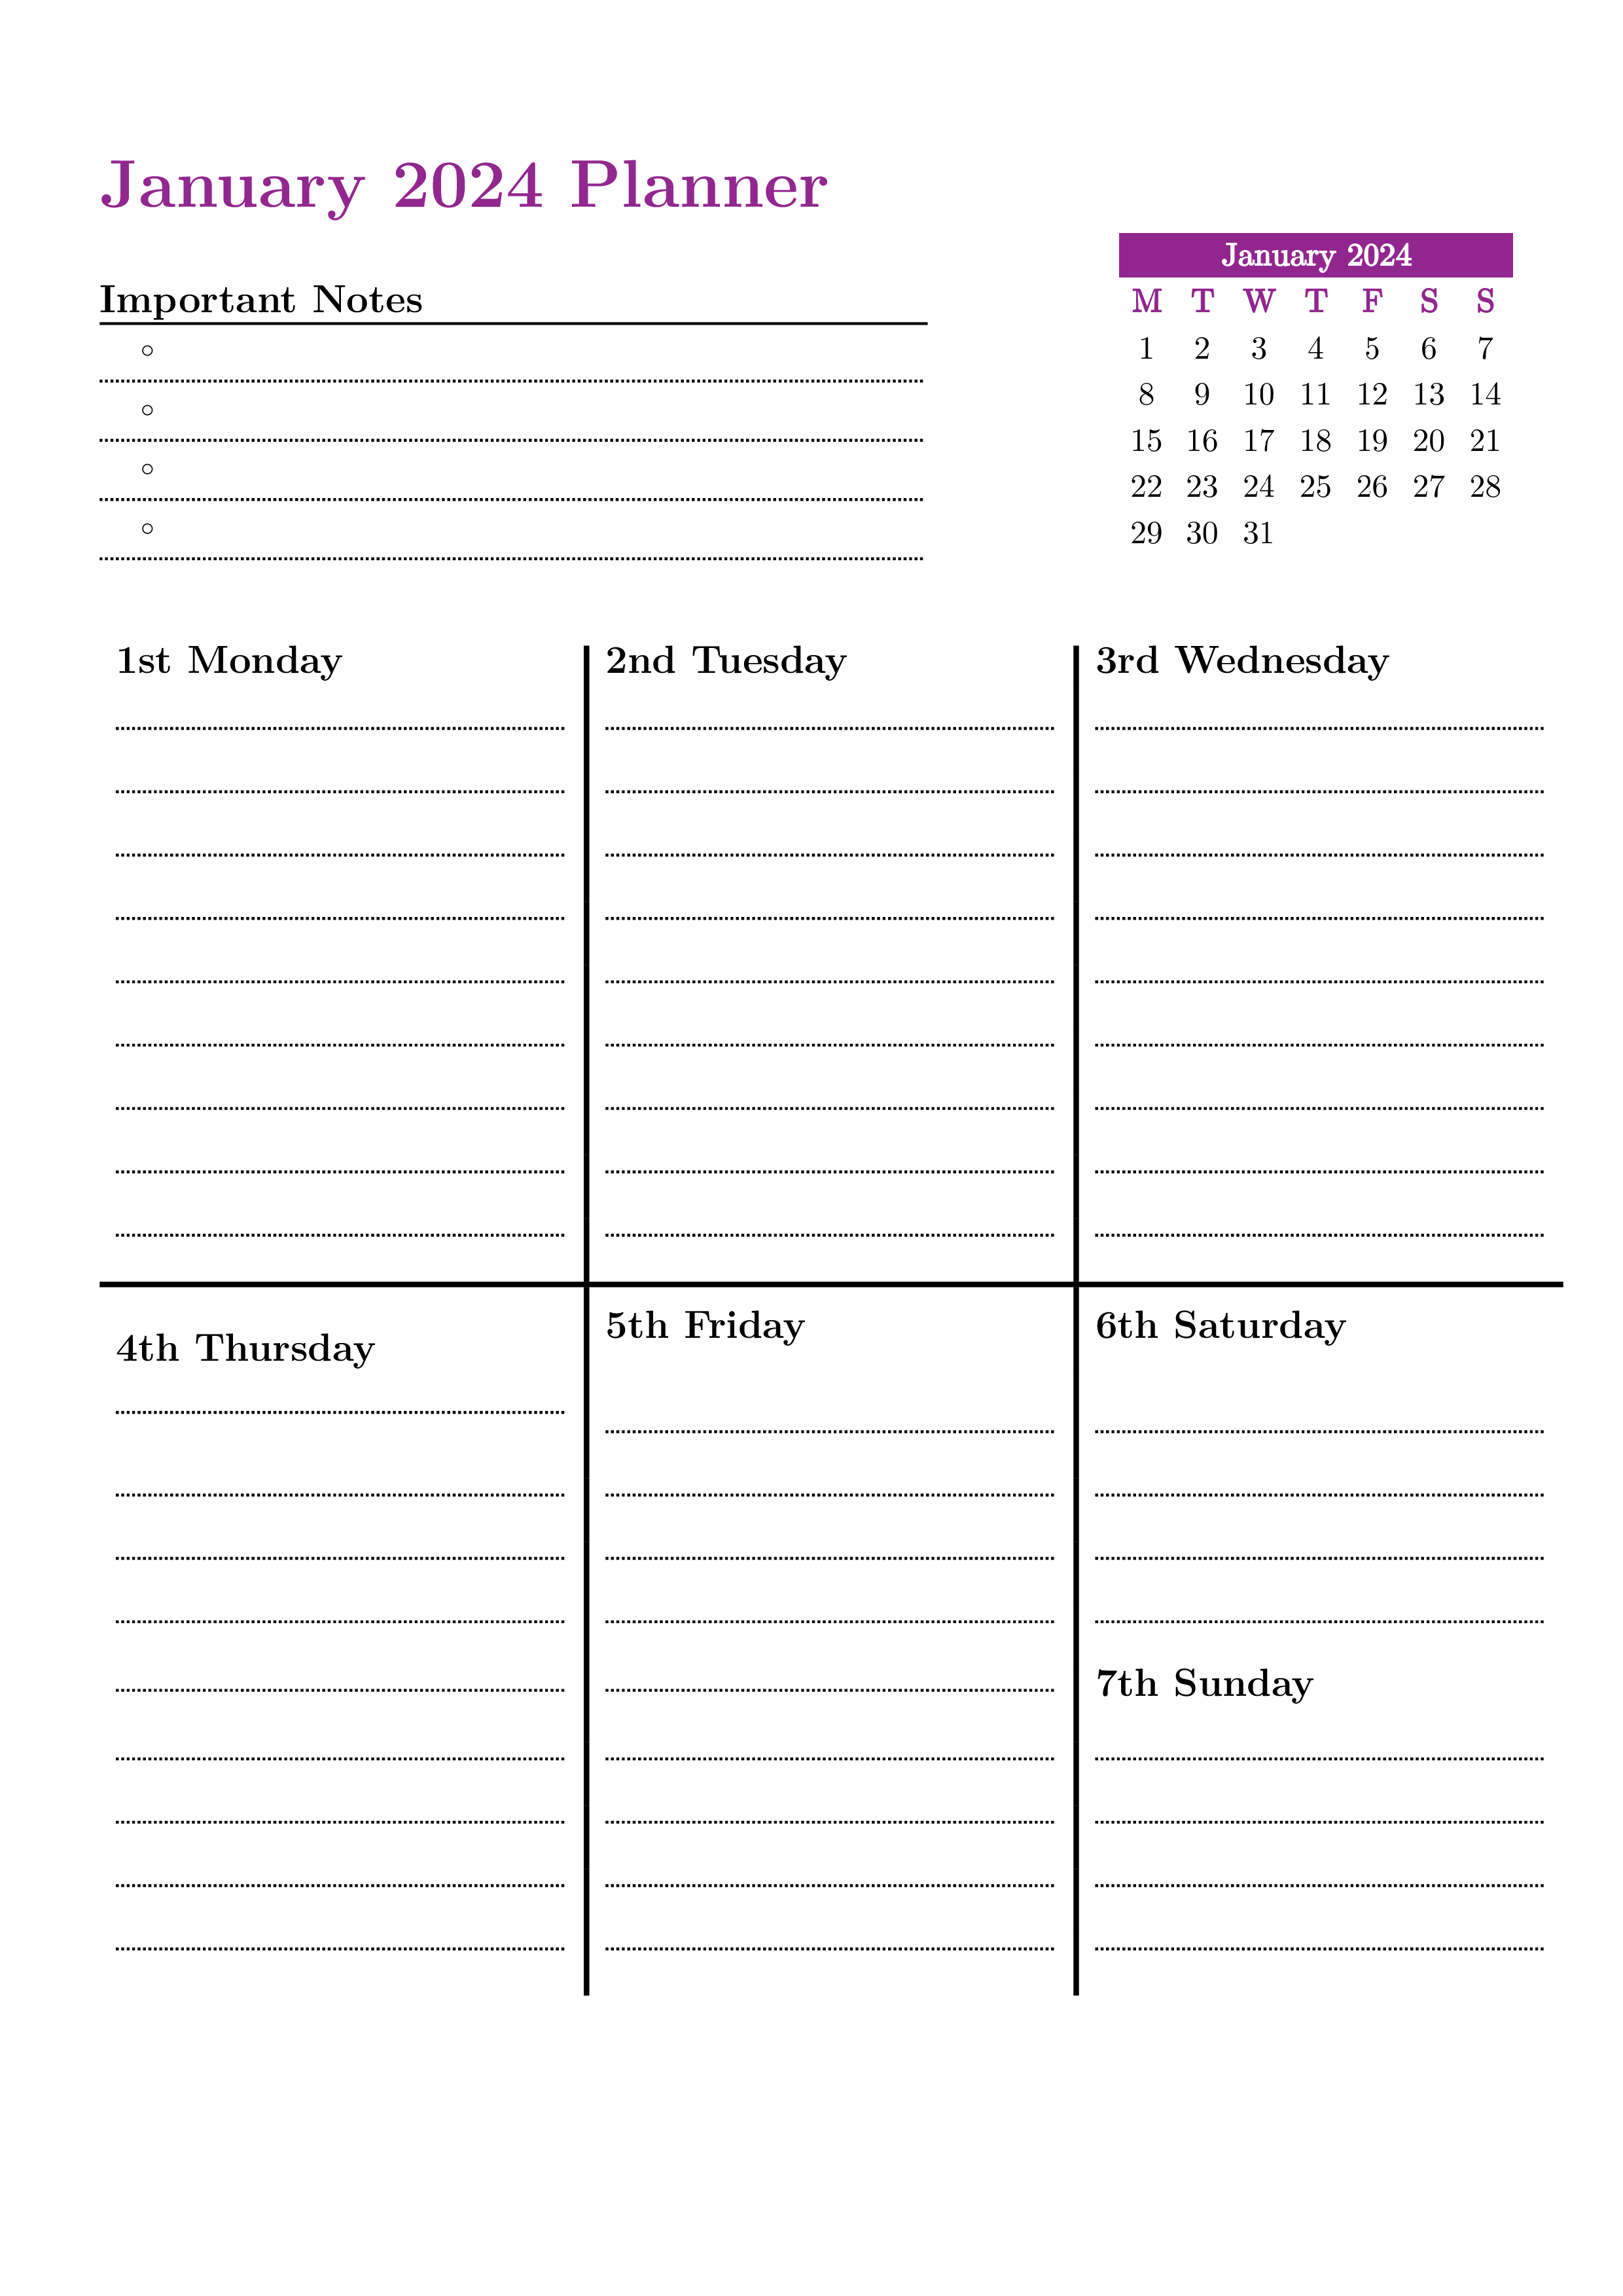 January 2024 Planner
Important Notes
January 2024
M T W T F S S
1 2 3 4 5 6 7
8 9 10 11 12 13 14
15 16 17 18 19 20 21
22 23 24 25 26 27 28
29 30 31
1st Monday
2nd Tuesday
3rd Wednesday
4th Thursday
5th Friday
6th Saturday
7th Sunday